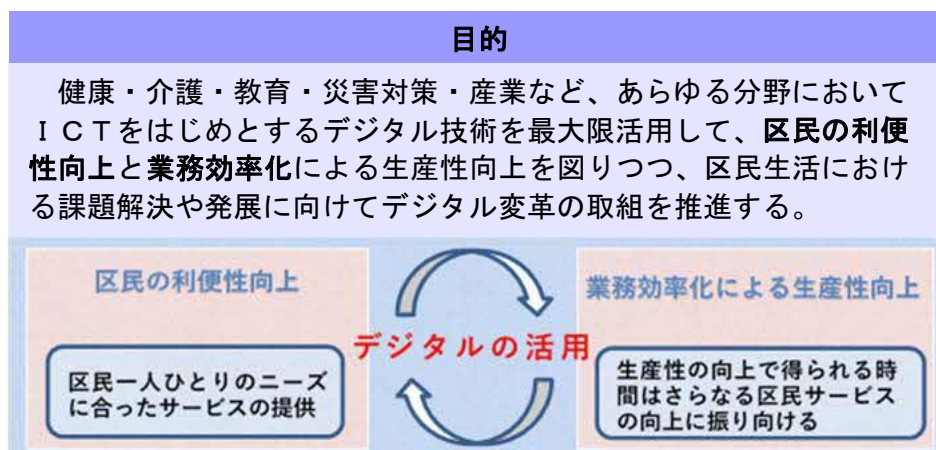 目的
健康・介護・教育・災害対策・産業など、あらゆる分野において
ＩＣＴをはじめとするデジタル技術を最大限活用して、区民の利便
性向上と業務効率化による生産性向上を図りつつ、区民生活におけ
る課題解決や発展に向けてデジタル変革の取組を推進する。
区民の利便性向上
区民一人ひとりのニーズ
に合ったサービスの提供
デジタルの活用
業務効率化による生産性向上
生産性の向上で得られる時
間はさらなる区民サービス
の向上に振り向ける